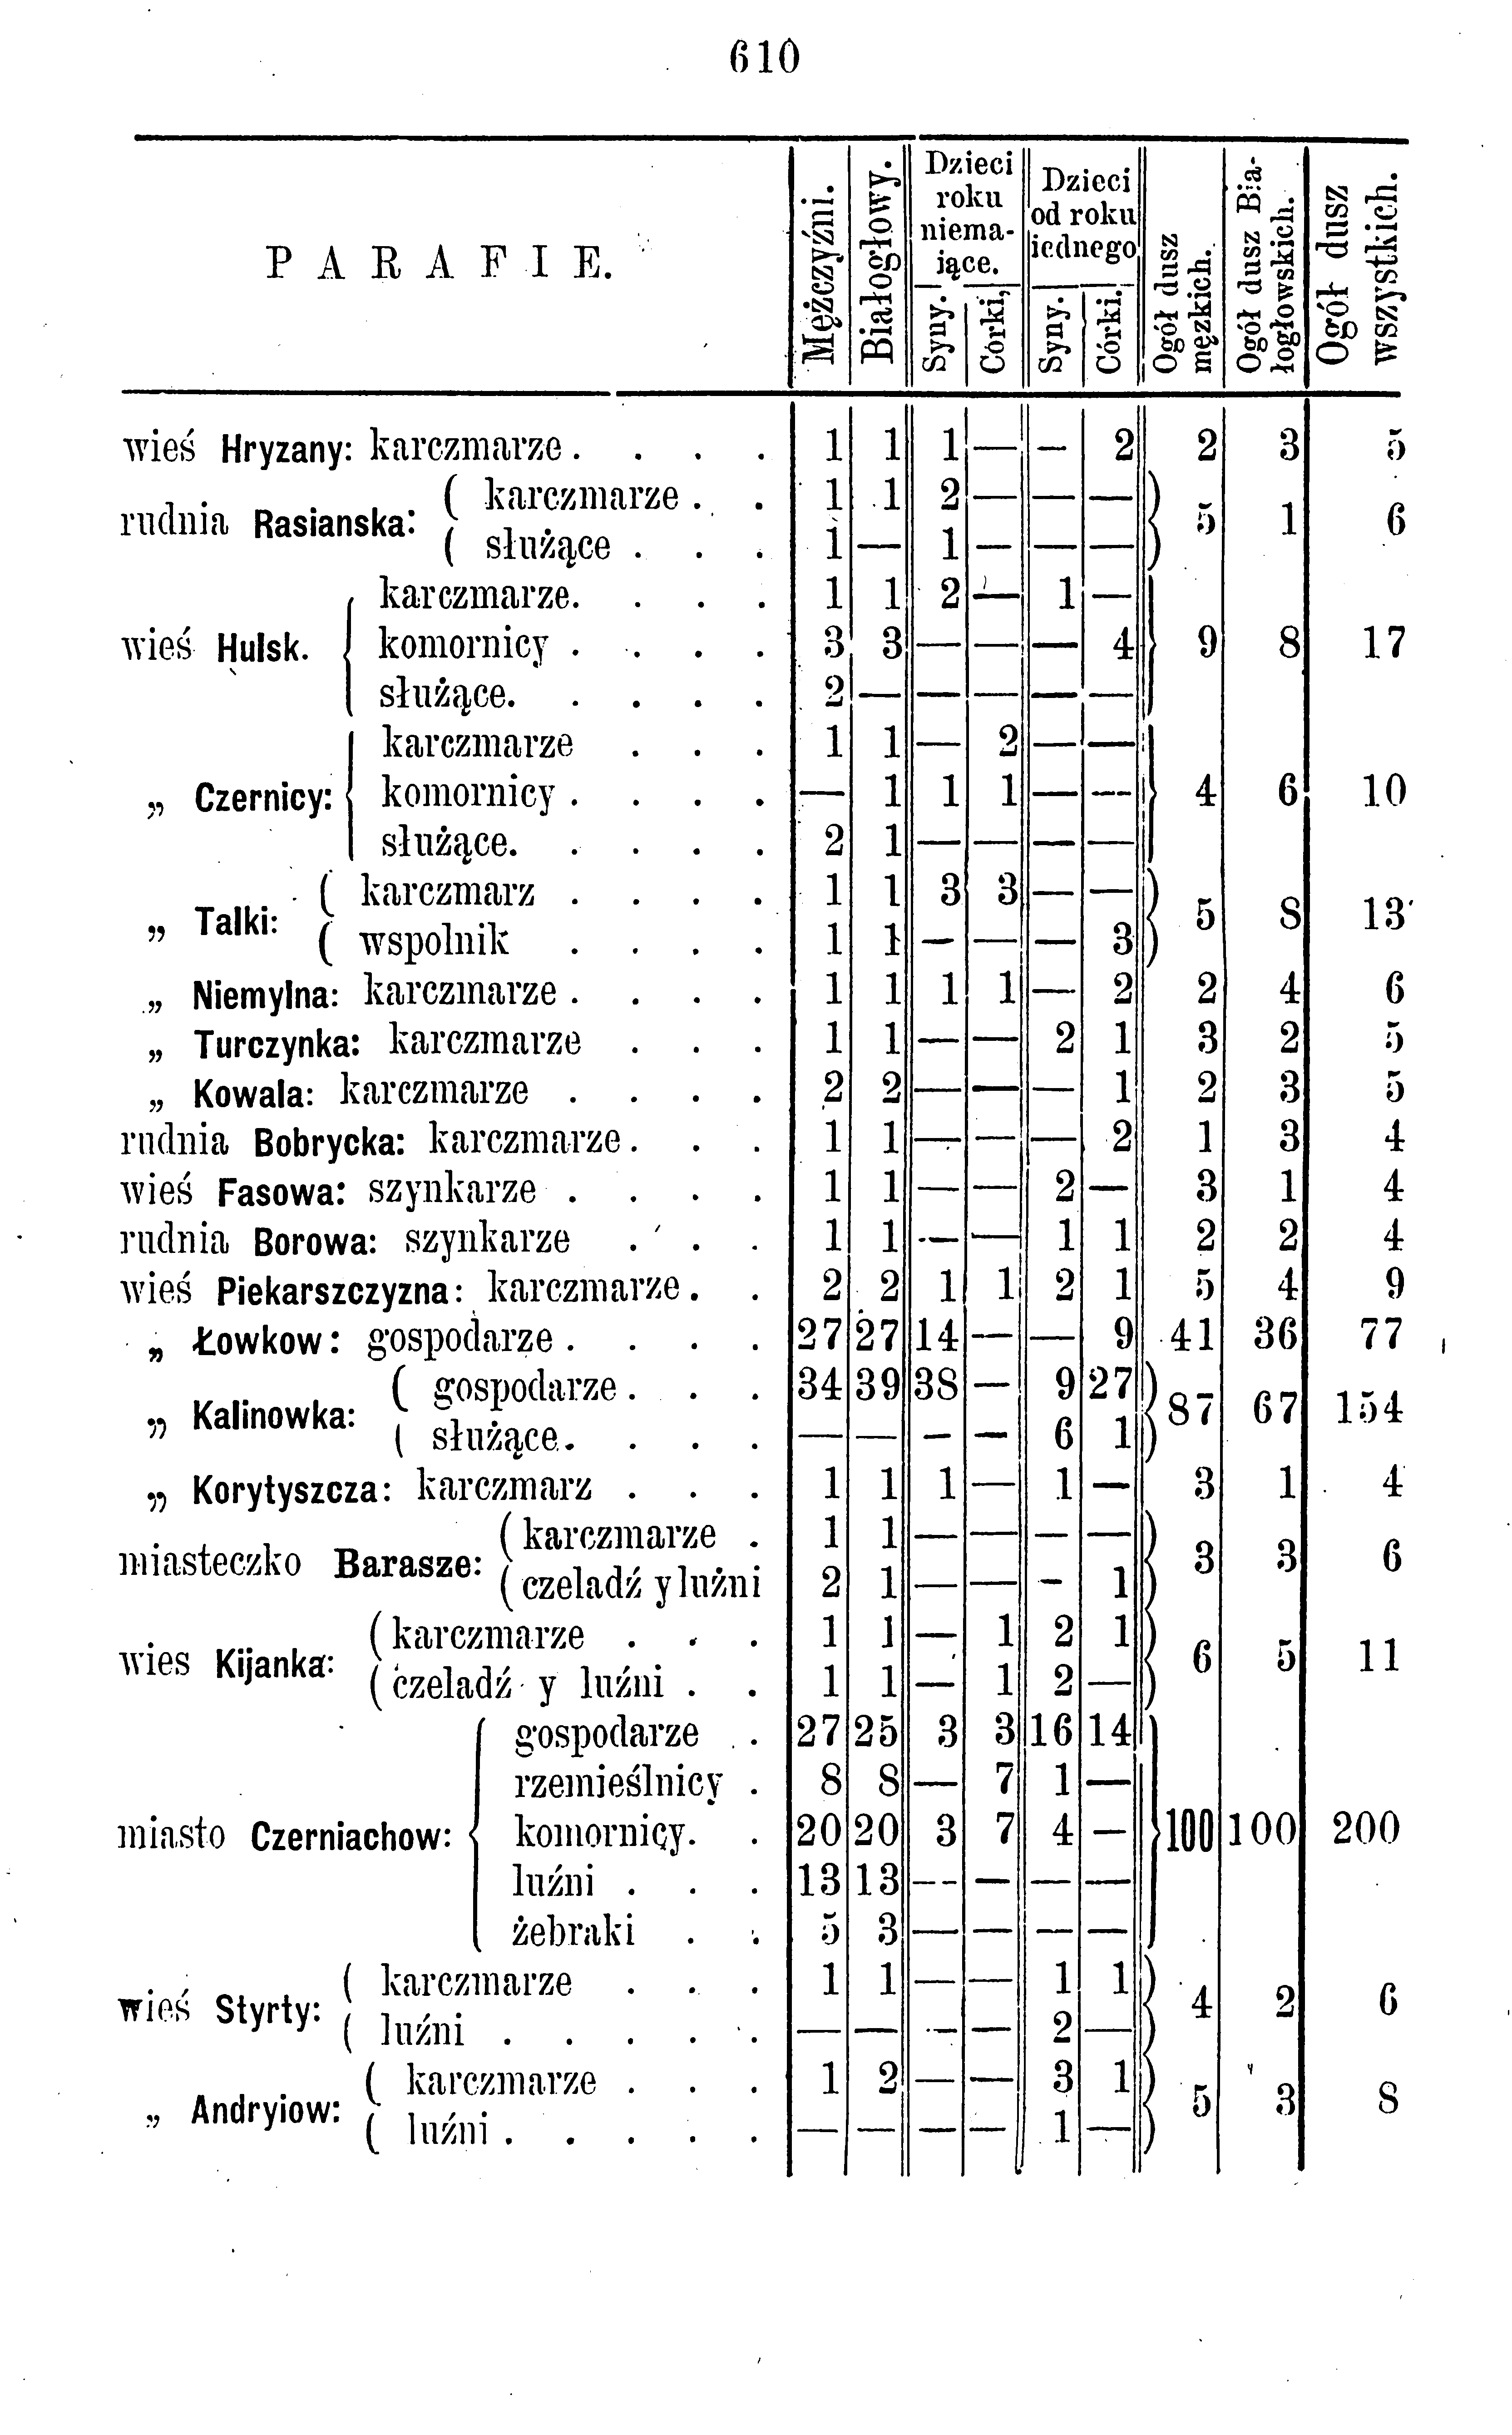 610
PARAFIE. Mężczyźni. Białogłowy. Dzieci roku niemające. Syny. Córki, Dzieci od roku iednego Syny. Córki. Ogół dusz męzkich. Ogół dusz Białogłowskich. Ogół dusz wszystkich.
wieś Hryzany: karczmarze . . . . 1 1 1 — — 2 2 3 5
rudnia Rasianska: ( karczmarze . . 1 1 2 — — — ) 5 1 6
( służące . . . 1 — 1 — — — )
karczmarze. . . . 1 1 2 — 1 —
wieś Hulsk. { komornicy . . . . 3 3 — — — 4 } 9 8 17
służące. . . . . 2 — — — — —
karczmarze . . . 1 1 — 2 — —
„ Czernicy: { komornicy . . . . — 1 1 1 — — } 4 6 10
służące. . . . . 2 1 — — — —
„ Talki: ( karczmarz . . . . 1 1 3 3 — — ) 5 8 13
( wspolnik . . . . 1 1 — — — 3 )
„ Niemylna: karczmarze . . . . 1 1 1 1 — 2 2 4 6
„ Turczynka: karczmarze . . . 1 1 — — 2 1 3 2 5
„ Kowala: karczmarze . . . . 2 2 — — — 1 2 3 5
rudnia Bobrycka: karczmarze . . . 1 1 — — — 2 1 3 4
wieś Fasowa: szynkarze . . . . 1 1 — — 2 — 3 1 4
rudnia Borowa: szynkarze . . . 1 1 — — 1 1 2 2 4
wieś Piekarszczyzna: karczmarze . . 2 2 1 1 2 1 5 4 9
„ Łowkow: gospodarze . . . . 27 27 14 — — 9 41 36 77
„ Kalinowka: ( gospodarze . . . 34 39 38 — 9 27 ) 87 67 154
( służące. . . . — — — — 6 1 )
„ Korytyszcza: karczmarz . . . 1 1 1 — 1 — 3 1 4
miasteczko Barasze: ( karczmarze . 1 1 — — — — ) 3 3 6
( czeladź y luźni 2 1 — — — 1 )
wies Kijanka: ( karczmarze . . . 1 1 — 1 2 1 ) 6 5 11
( czeladź y luźni . . 1 1 — 1 2 — )
gospodarze . . 27 25 3 3 16 14
rzemieślnicy . 8 8 — 7 1 —
miasto Czerniachow: { komornicy. . 20 20 3 7 4 — } 100 100 200
luźni . . . 13 13 — — — —
żebraki . . 5 3 — — — —
wieś Styrty: ( karczmarze . . . 1 1 — — 1 1 ) 4 2 6
( luźni . . . . . — — — — 2 — )
„ Andryiow: ( karczmarze . . . 1 2 — — 3 1 ) 5 3 8
( luźni . . . . . — — — — 1 — )